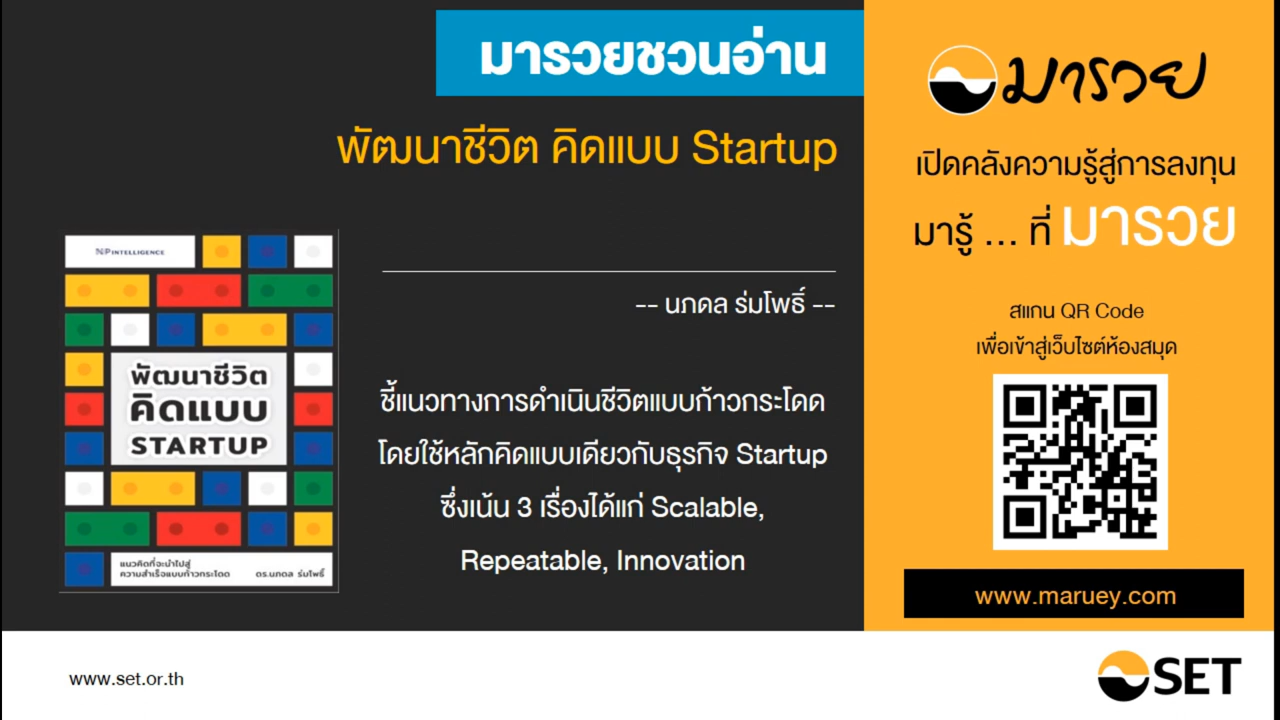 มารวยชวนอ่าน
พัฒนาชีวิต คิดแบบ Startup
-- นภดล ร่มโพธิ์ --
ชี้แนวทางการดำเนินชีวิตแบบก้าวกระโดด
โดยใช้หลักคิดแบบเดียวกับธุรกิจ Startup
ซึ่งเน้น 3 เรื่องได้แก่ Scalable,
Repeatable, Innovation
NP INTELLIGENCE
พัฒนาชีวิต
คิดแบบ
STARTUP
แนวคิดที่จะนำไปสู่
ความสำเร็จแบบก้าวกระโดด ดร.นภดล ร่มโพธิ์
มารวย
เปิดคลังความรู้สู่การลงทุน
มารู้ ... ที่ มารวย
สแกน QR Code
เพื่อเข้าสู่เว็บไซต์ห้องสมุด
www.maruey.com
www.set.or.th
SET